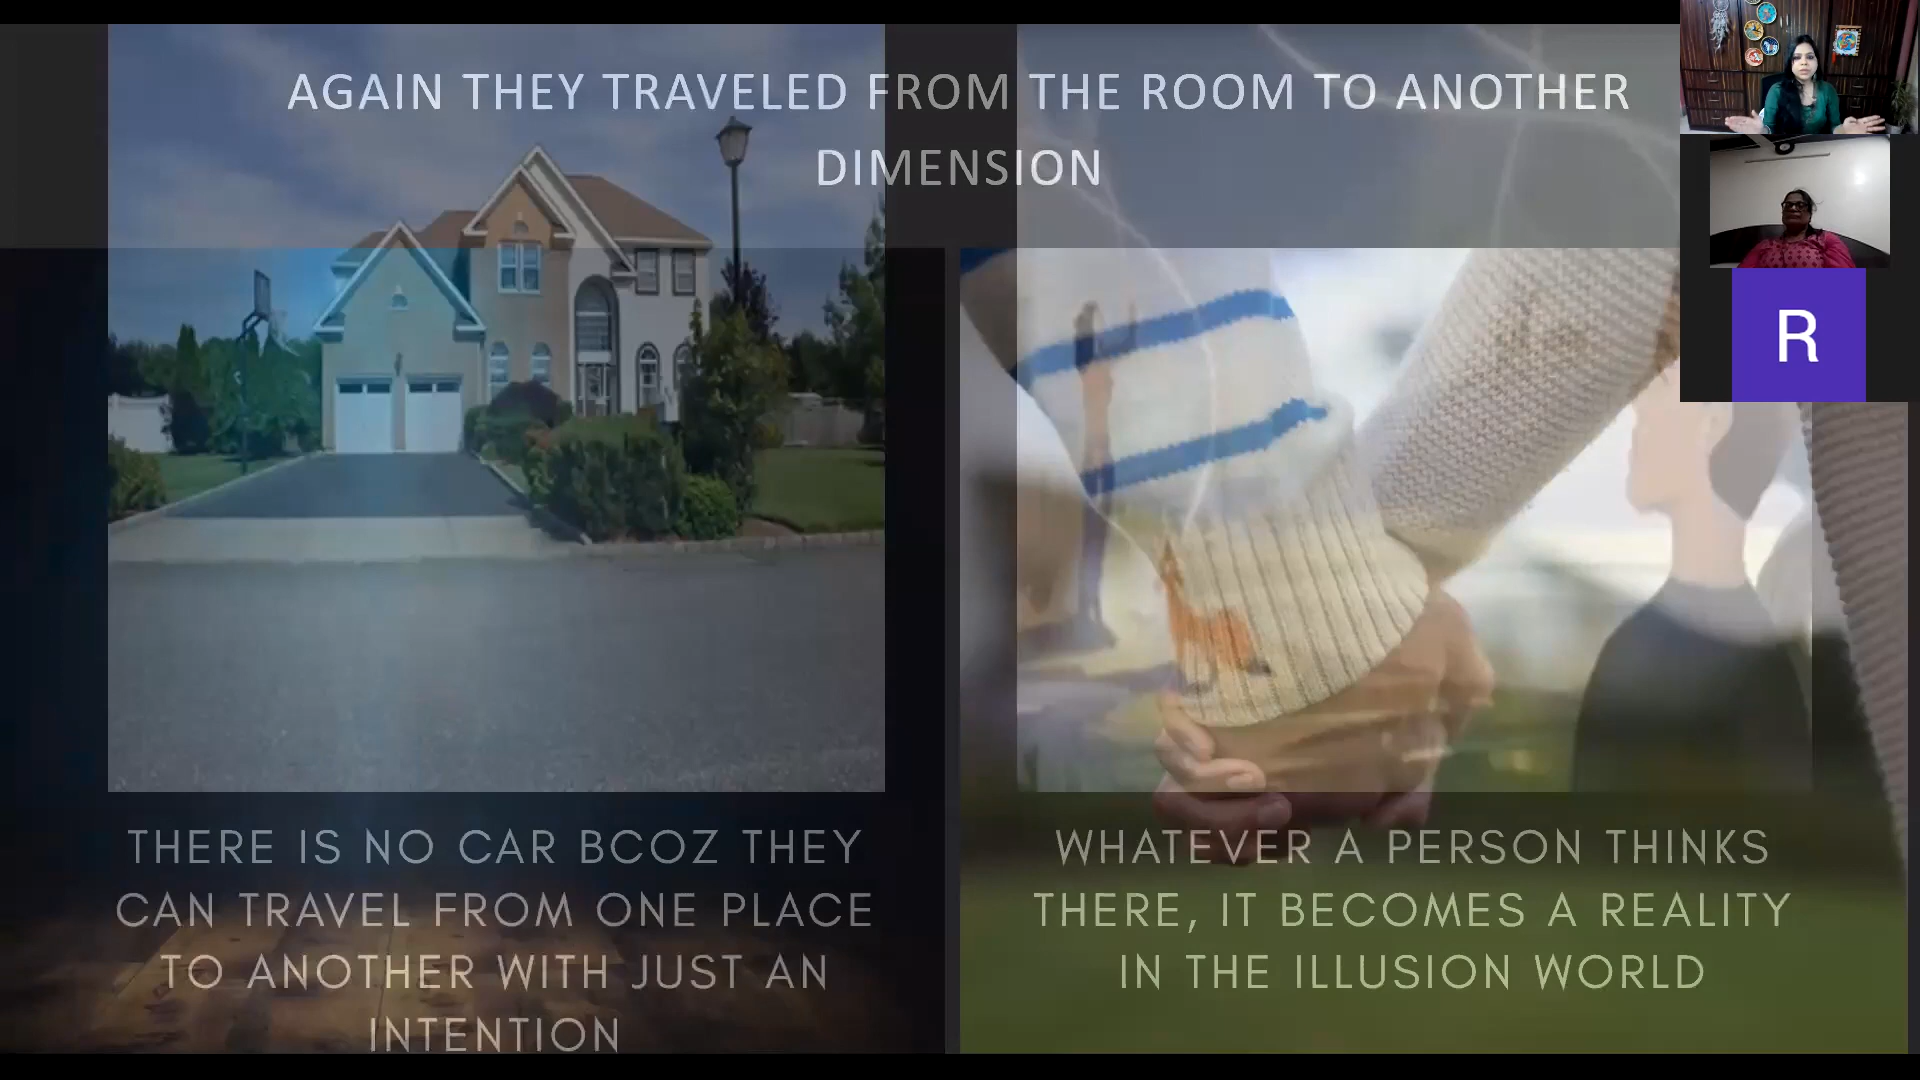 AGAIN THEY TRAVELED FROM THE ROOM TO ANOTHER
DIMENSION
R
THERE IS NO CAR BCOZ THEY
CAN TRAVEL FROM ONE PLACE
TO ANOTHER WITH JUST AN
INTENTION
WHATEVER A PERSON THINKS
THERE, IT BECOMES A REALITY
IN THE ILLUSION WORLD